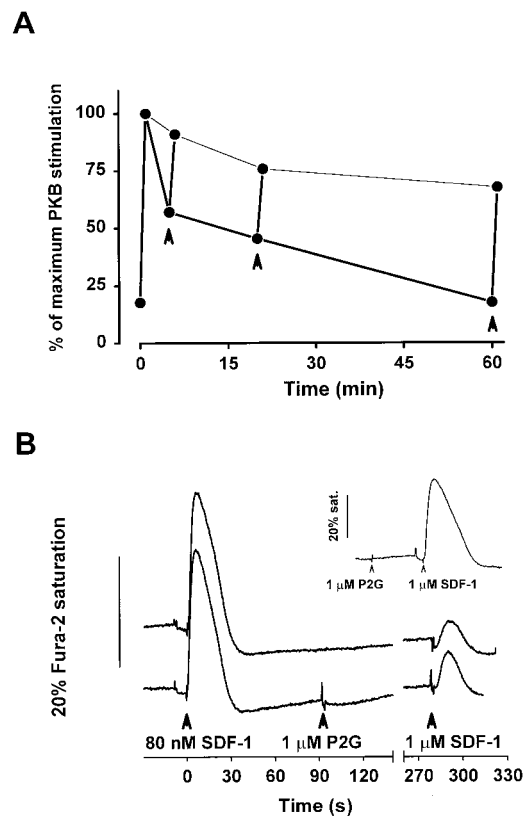 A
% of maximum PKB stimulation
100
75
50
25
0
0 15 30 45 60
Time (min)
B
20% Fura-2 saturation
20% sat.
1 μM P2G 1 μM SDF-1
80 nM SDF-1 1 μM P2G 1 μM SDF-1
0 30 60 90 120 270 300 330
Time (s)